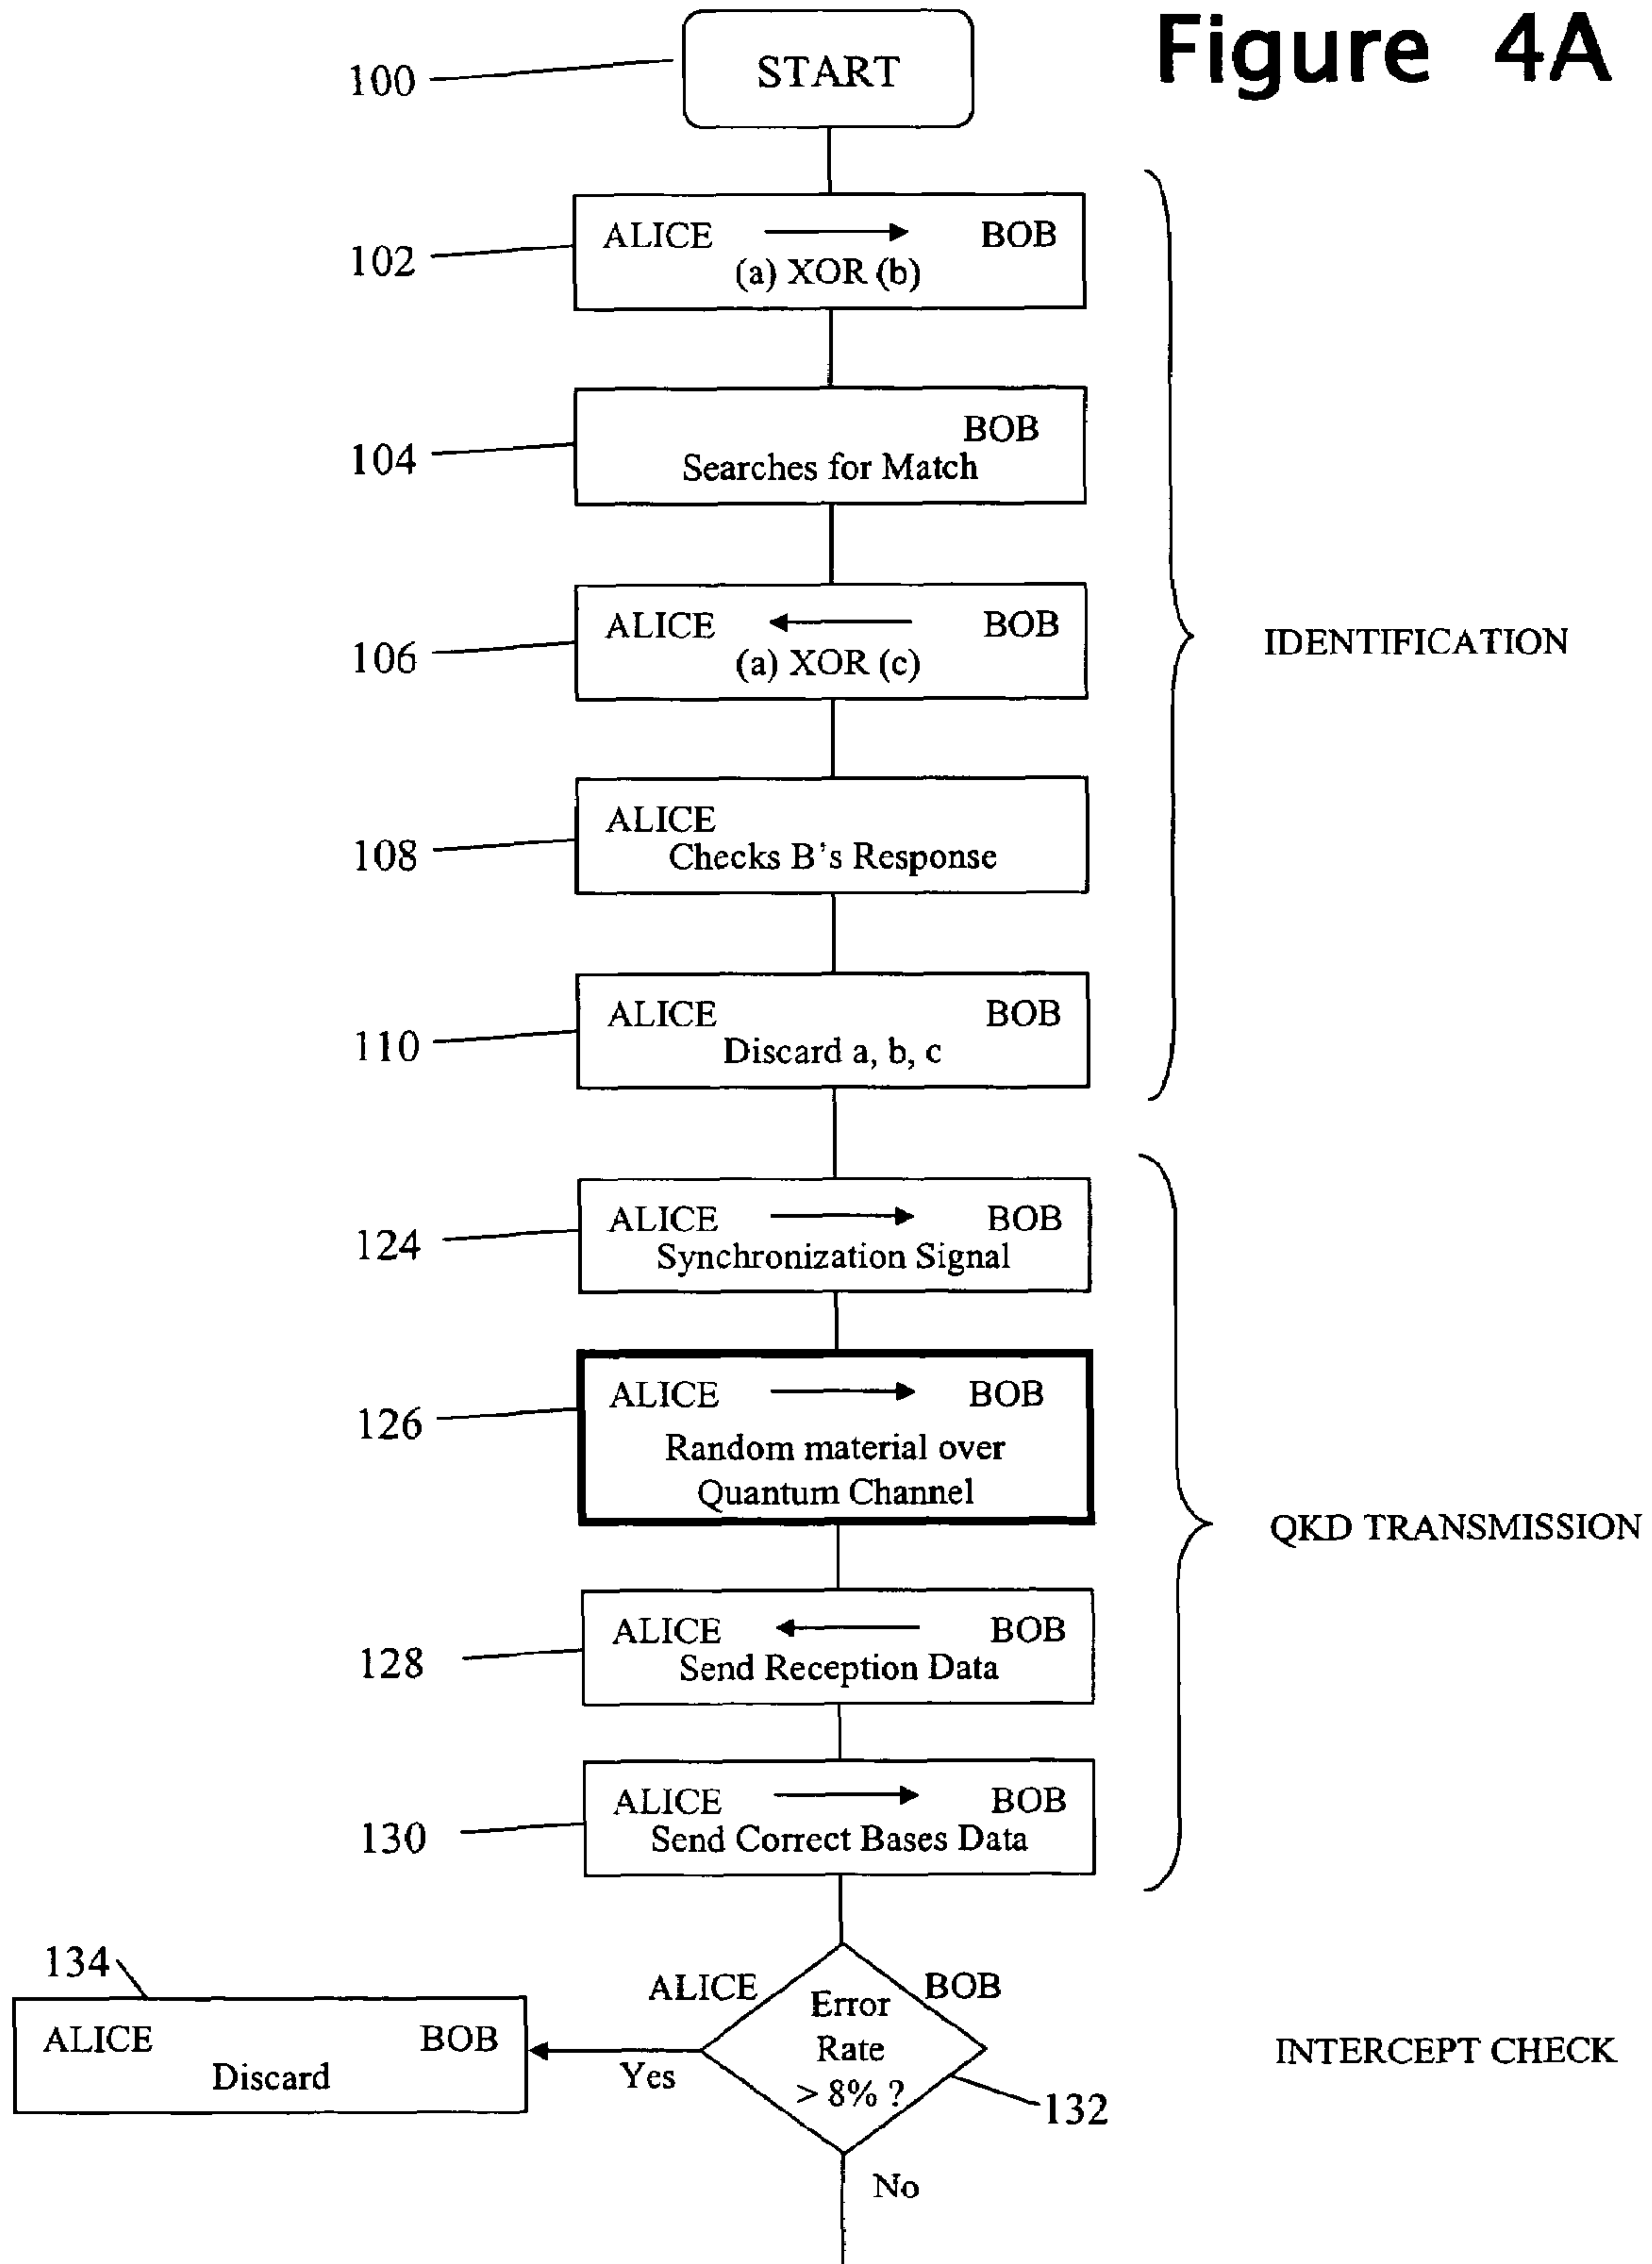 Figure 4A
100
START
102
ALICE BOB
(a) XOR (b)
104
BOB
Searches for Match
106
ALICE BOB
(a) XOR (c)
IDENTIFICATION
108
ALICE
Checks B's Response
110
ALICE BOB
Discard a, b, c
124
ALICE BOB
Synchronization Signal
126
ALICE BOB
Random material over
Quantum Channel
QKD TRANSMISSION
128
ALICE BOB
Send Reception Data
130
ALICE BOB
Send Correct Bases Data
134
ALICE BOB
Discard
Yes
ALICE BOB
Error
Rate
> 8% ?
132
INTERCEPT CHECK
No